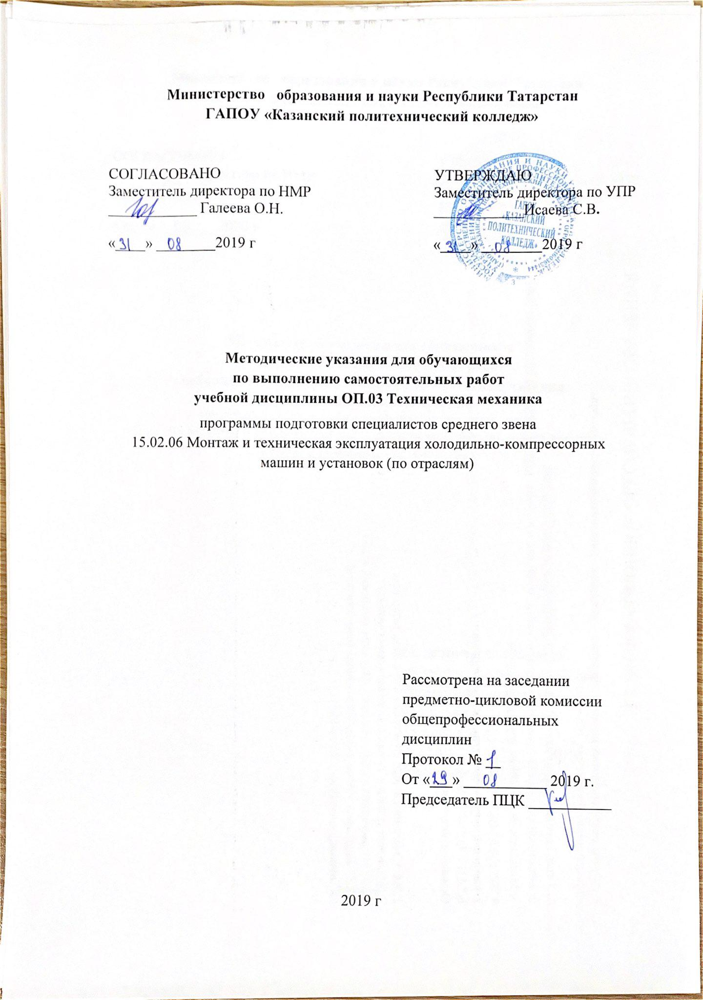 Министерство образования и науки Республики Татарстан
ГАПОУ «Казанский политехнический колледж»
СОГЛАСОВАНО
Заместитель директора по НМР
Галеева О.Н.
«31» 08 2019 г
УТВЕРЖДАЮ
Заместитель директора по УПР
Исаева С.В.
«31» 08 2019 г
ГАПОУ
«КАЗАНСКИЙ
ПОЛИТЕХНИЧЕСКИЙ
КОЛЛЕДЖ»
Методические указания для обучающихся
по выполнению самостоятельных работ
учебной дисциплины ОП.03 Техническая механика
программы подготовки специалистов среднего звена
15.02.06 Монтаж и техническая эксплуатация холодильно-компрессорных
машин и установок (по отраслям)
Рассмотрена на заседании
предметно-цикловой комиссии
общепрофессиональных
дисциплин
Протокол № 1
От «29» 08 2019 г.
Председатель ПЦК
2019 г